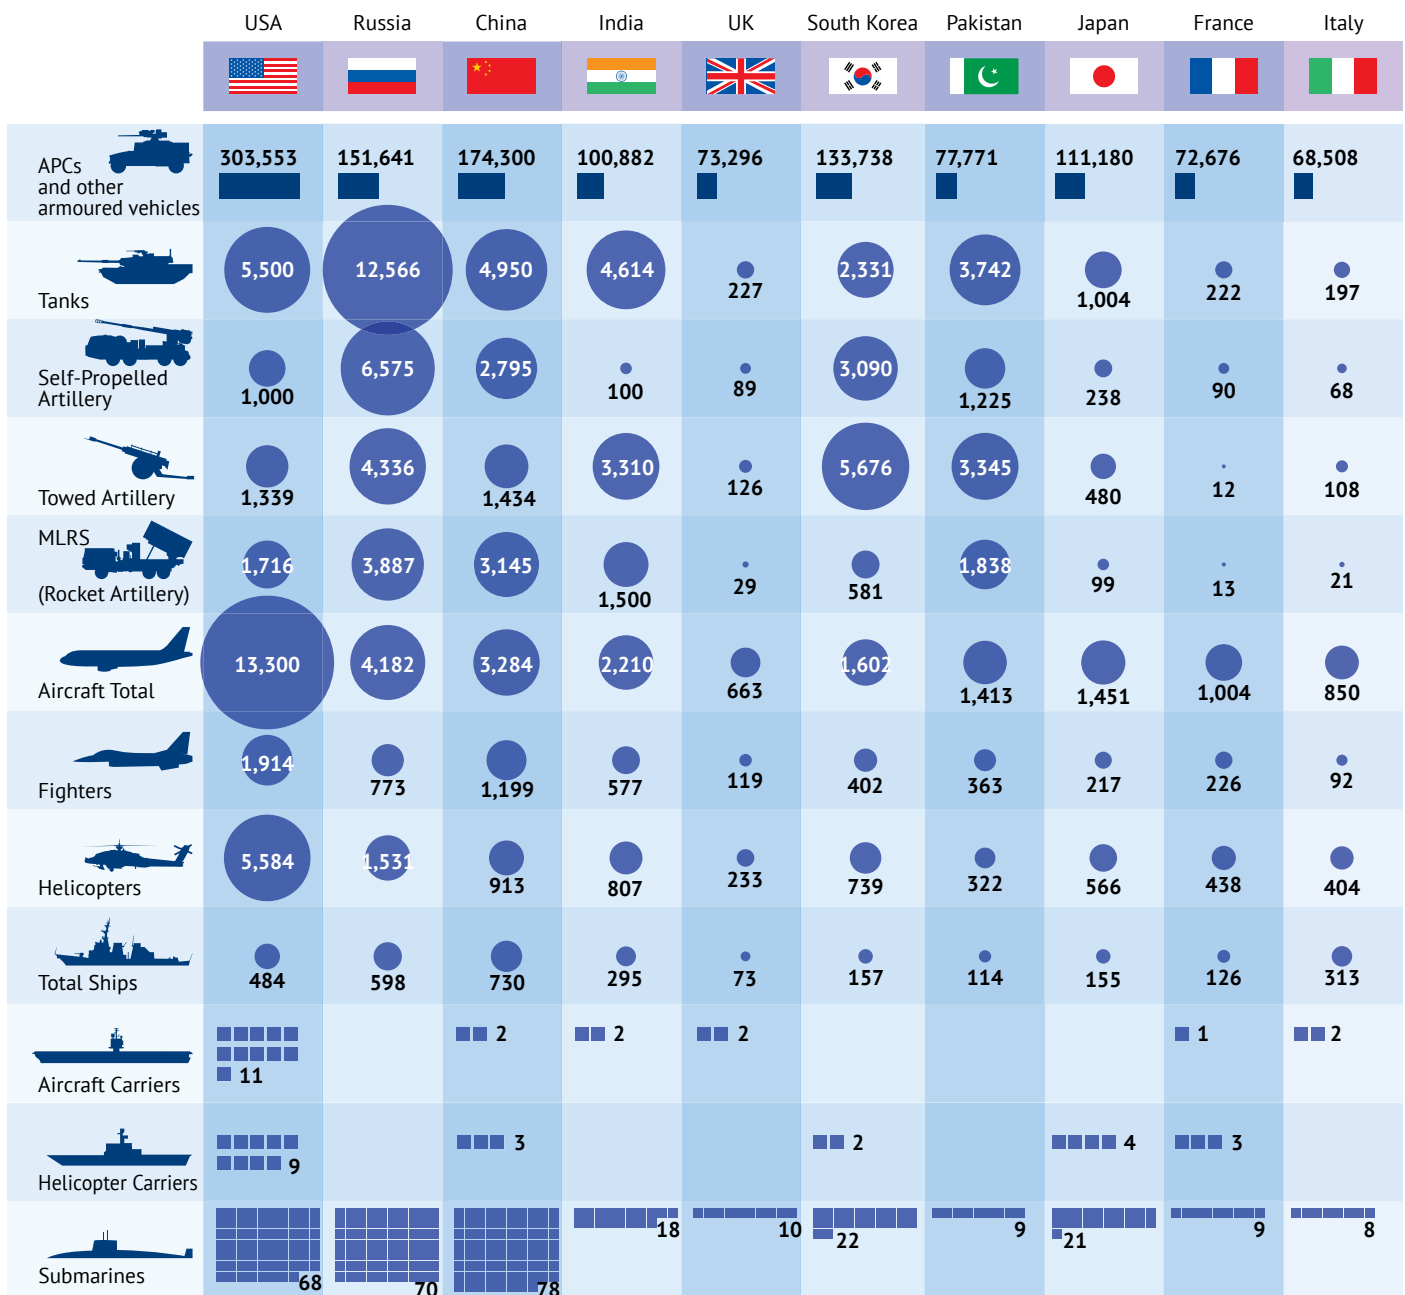 USA Russia China India UK South Korea Pakistan Japan France Italy
APCs
and other
armoured vehicles
303,553 151,641 174,300 100,882 73,296 133,738 77,771 111,180 72,676 68,508
Tanks
5,500 12,566 4,950 4,614 227 2,331 3,742 1,004 222 197
Self-Propelled
Artillery
1,000 6,575 2,795 100 89 3,090 1,225 238 90 68
Towed Artillery
1,339 4,336 1,434 3,310 126 5,676 3,345 480 12 108
MLRS
(Rocket Artillery)
1,716 3,887 3,145 1,500 29 581 1,838 99 13 21
Aircraft Total
13,300 4,182 3,284 2,210 663 1,602 1,413 1,451 1,004 850
Fighters
1,914 773 1,199 577 119 402 363 217 226 92
Helicopters
5,584 1,531 913 807 233 739 322 566 438 404
Total Ships
484 598 730 295 73 157 114 155 126 313
Aircraft Carriers
11 2 2 2 1 2
Helicopter Carriers
9 3 2 4 3
Submarines
68 70 78 18 10 22 9 21 9 8